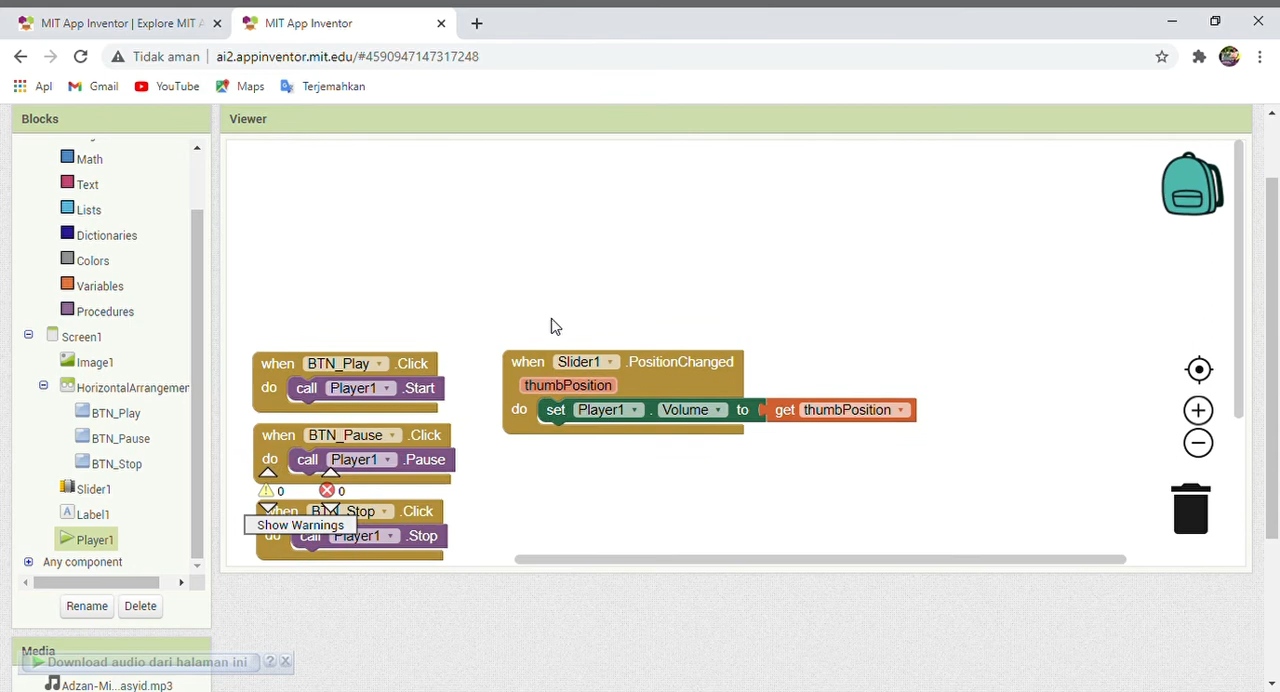 MIT App Inventor | Explore MIT A
MIT App Inventor
Tidak aman
ai2.appinventor.mit.edu/#4590947147317248
Apl
Gmail
YouTube
Maps
Terjemahkan
Blocks
Math
Text
Lists
Dictionaries
Colors
Variables
Procedures
Screen1
Image1
HorizontalArrangemen
BTN_Play
BTN_Pause
BTN_Stop
Slider1
Label1
Player1
Any component
Rename
Delete
Media
Download audio dari halaman ini ?
Adzan-Mi...asyid.mp3
Viewer
when BTN_Play .Click
do call Player1 .Start
when BTN_Pause .Click
do call Player1 .Pause
0 0
when BTN_Stop .Click
Show Warnings
do call Player1 .Stop
when Slider1 .PositionChanged
thumbPosition
do set Player1 . Volume to get thumbPosition